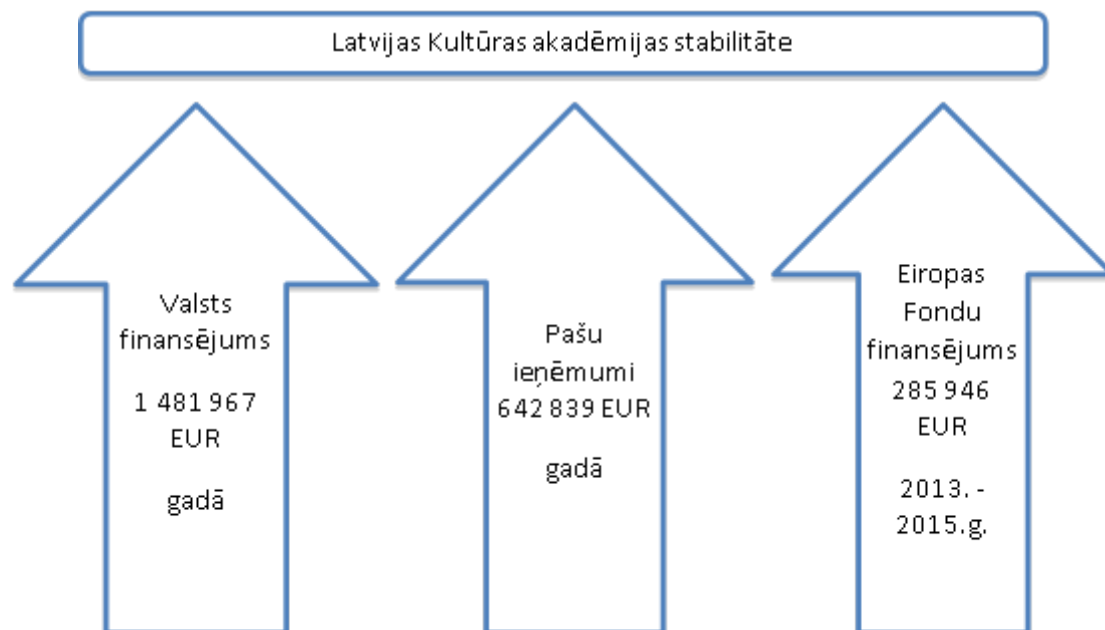 Latvijas Kultūras akadēmijas stabilitāte
Valsts
finansējums
1 481 967
EUR
gadā
Pašu
ieņēmumi
642 839 EUR
gadā
Eiropas
Fondu
finansējums
285 946
EUR
2013. -
2015.g.